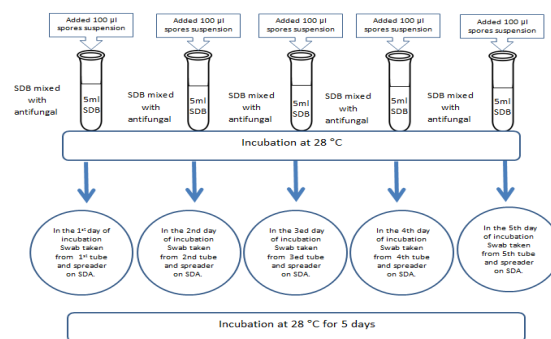 Added 100 µl
spores suspension
Added 100 µl
spores suspension
Added 100 µl
spores suspension
Added 100 µl
spores suspension
Added 100 µl
spores suspension
SDB mixed
with
antifungal
5ml
SDB
SDB mixed
with
antifungal
5ml
SDB
SDB mixed
with
antifungal
5ml
SDB
SDB mixed
with
antifungal
5ml
SDB
SDB mixed
with
antifungal
5ml
SDB
Incubation at 28 °C
In the 1st day of
incubation
Swab taken
from 1st tube
and spreader
on SDA.
In the 2nd day
of incubation
Swab taken
from 2nd tube
and spreader
on SDA.
In the 3ed day
of incubation
Swab taken
from 3ed tube
and spreader
on SDA.
In the 4th day
of incubation
Swab taken
from 4th tube
and spreader
on SDA.
In the 5th day
of incubation
Swab taken
from 5th tube
and spreader
on SDA.
Incubation at 28 °C for 5 days